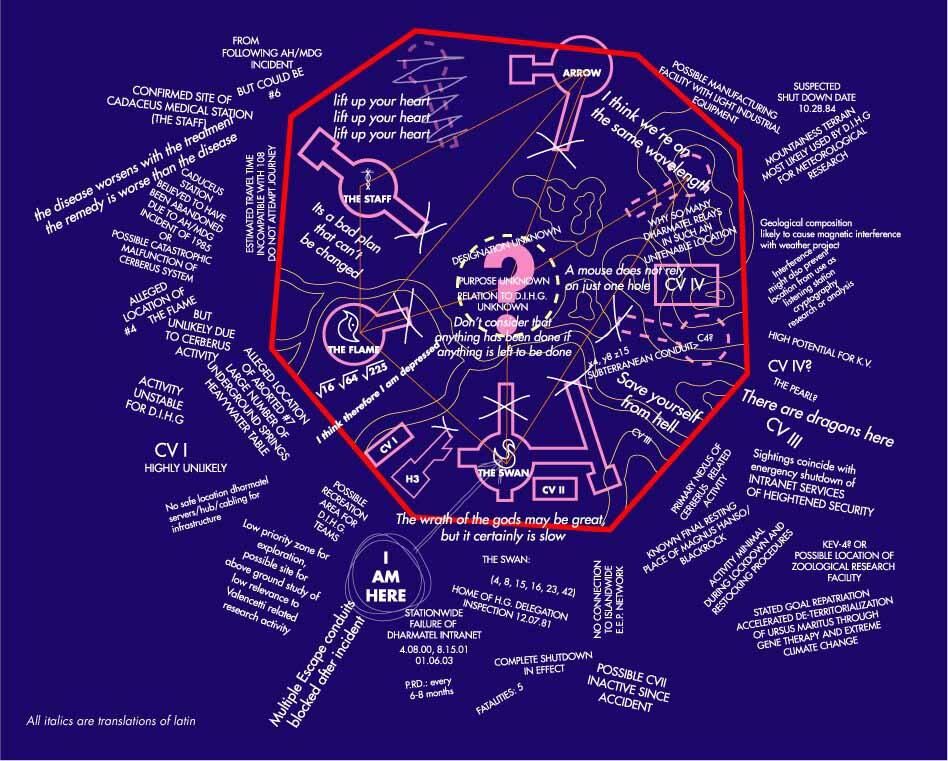 FROM
FOLLOWING AH/MDG
INCIDENT
BUT COULD BE
#6
CONFIRMED SITE OF
CADACEUS MEDICAL STATION
(THE STAFF)
the disease worsens with the treatment
the remedy is worse than the disease
CADUCEUS
STATION
BELIEVED TO HAVE
BEEN ABANDONED
DUE TO AH/MDG
INCIDENT OF 1985
OR
POSSIBLE CATASTROPHIC
MALFUNCTION OF
CERBERUS SYSTEM
ESTIMATED TRAVEL TIME
INCOMPATIBLE WITH 108
DO NOT ATTEMPT JOURNEY
ALLEGED
LOCATION OF
#4 THE FLAME
BUT
UNLIKELY DUE
TO CERBERUS
ACTIVITY
ALLEGED LOCATION
OF ABORTED #7
LARGE NUMBER OF
UNDERGROUND SPRINGS
HEAVYWATER TABLE
ACTIVITY
UNSTABLE
FOR D.I.H.G
CV I
HIGHLY UNLIKELY
No safe location dharmatel
servers/hub/cabling for
infrastructure
Low priority zone for
exploration,
possible site for
above ground study of
low relevance to
Valenzetti related
research activity
POSSIBLE
RECREATION
AREA FOR
D.I.H.G
TEAMS
lift up your heart
lift up your heart
lift up your heart
ARROW
I think we're on
the same wavelength
THE STAFF
Its a bad plan
that can't
be changed
DESIGNATION UNKNOWN
?
PURPOSE UNKNOWN
RELATION TO D.I.H.G.
UNKNOWN
Don't consider that
anything has been done if
anything is left to be done
A mouse does not rely
on just one hole
WHY SO MANY
DHARMATEL RELAYS
IN SUCH AN
UNTENABLE LOCATION
CV IV
C4?
x4, y8 z15
SUBTERRANEAN CONDUIT>
THE FLAME
√16 √64 √225
I think therefore I am depressed
Save yourself
from hell
CV III
CV I
H3
THE SWAN
CV II
The wrath of the gods may be great,
but it certainly is slow
I
AM
HERE
Multiple Escape conduits
blocked after incident
THE SWAN:
(4, 8, 15, 16, 23, 42)
HOME OF H.G. DELEGATION
INSPECTION 12.07.81
STATIONWIDE
FAILURE OF
DHARMATEL INTRANET
4.08.00, 8.15.01
01.06.03
P.RD.: every
6-8 months
COMPLETE SHUTDOWN
IN EFFECT
FATALITIES: 5
NO CONNECTION
TO ISLANDWIDE
E.E.P. NETWORK
POSSIBLE CVII
INACTIVE SINCE
ACCIDENT
POSSIBLE MANUFACTURING
FACILITY WITH LIGHT INDUSTRIAL
EQUIPMENT
SUSPECTED
SHUT DOWN DATE
10.28.84
MOUNTAINESS TERRAIN
MOST LIKELY USED BY D.I.H.G
FOR METEOROLOGICAL
RESEARCH
Geological composition
likely to cause magnetic interference
with weather project
Interference
might also prevent
location from use as
listening station
cryptography
research or analysis
HIGH POTENTIAL FOR K.V.
CV IV?
THE PEARL?
There are dragons here
CV III
Sightings coincide with
emergency shutdown of
INTRANET SERVICES
OF HEIGHTENED SECURITY
PRIMARY NEXUS OF
CERBERUS RELATED
ACTIVITY
KNOWN FINAL RESTING
PLACE OF MAGNUS HANSO/
BLACKROCK
ACTIVITY MINIMAL
DURING LOCKDOWN AND
RESTOCKING PROCEDURES
KEV-4? OR
POSSIBLE LOCATION OF
ZOOLOGICAL RESEARCH
FACILITY
STATED GOAL REPATRIATION
ACCELERATED DE-TERRITORIALIZATION
OF URSUS MARITUS THROUGH
GENE THERAPY AND EXTREME
CLIMATE CHANGE
All italics are translations of latin